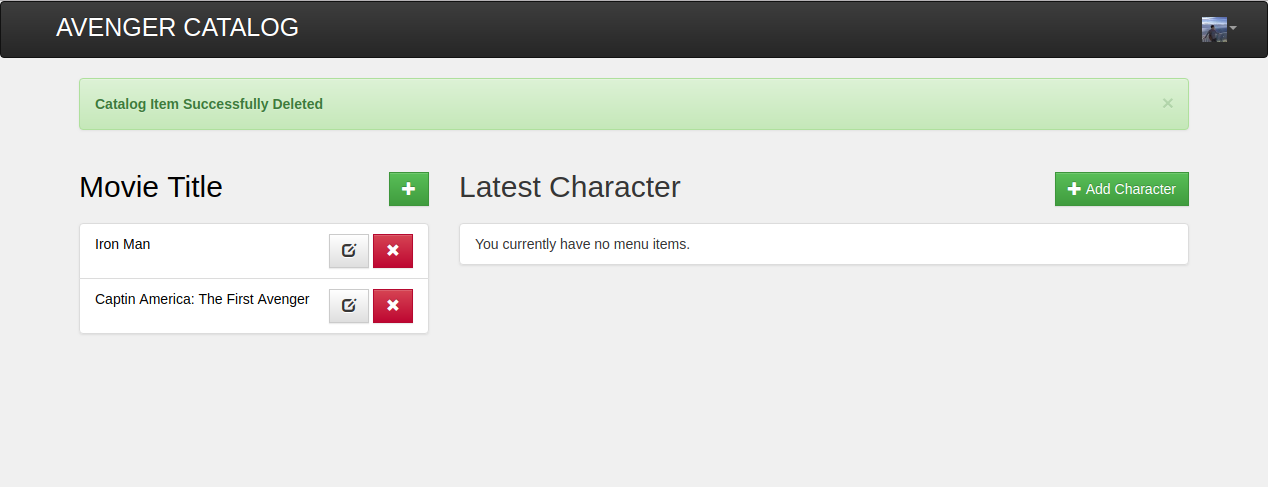 AVENGER CATALOG
Catalog Item Successfully Deleted
×
Movie Title
Latest Character
Add Character
Iron Man
You currently have no menu items.
Captin America: The First Avenger